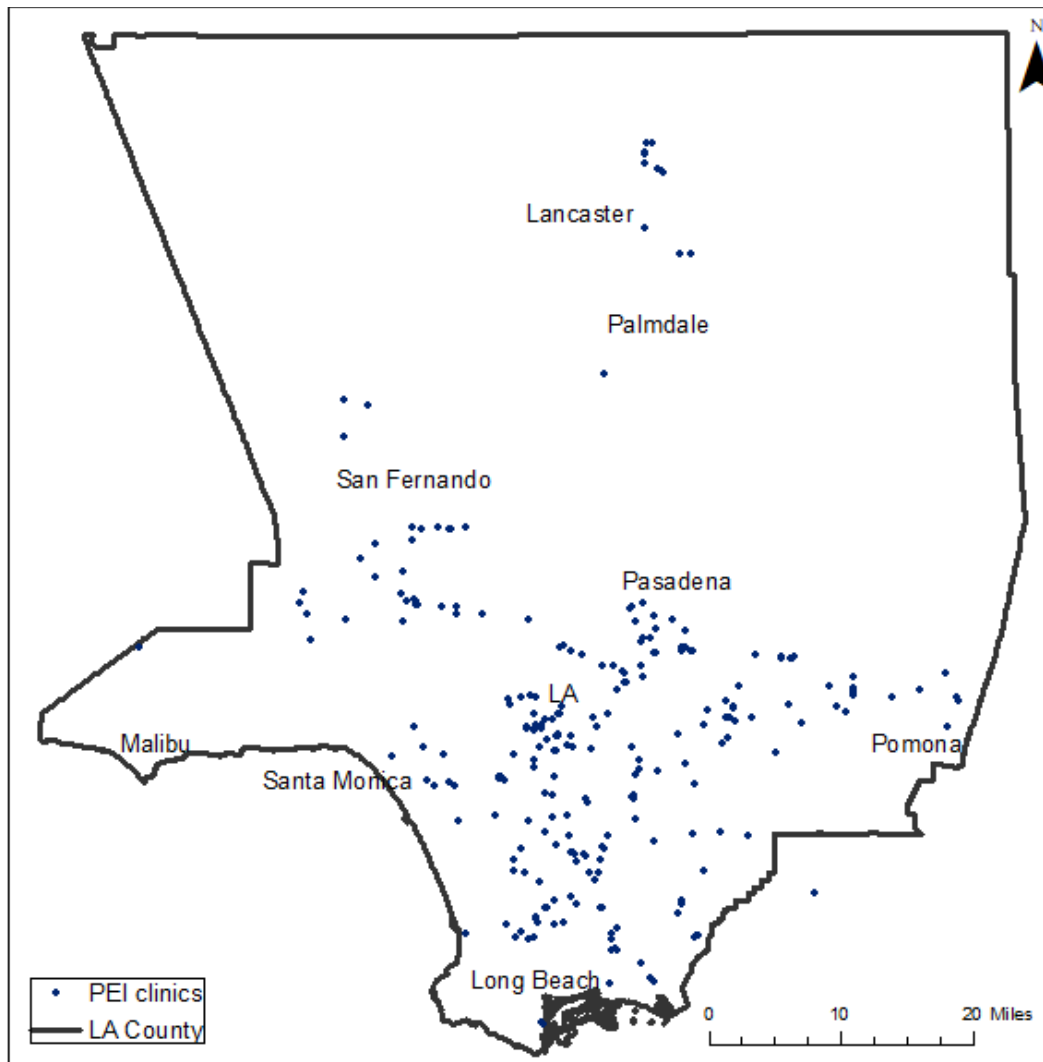 N
Lancaster
Palmdale
San Fernando
Pasadena
LA
Malibu
Pomona
Santa Monica
Long Beach
PEI clinics
LA County
0 10 20 Miles